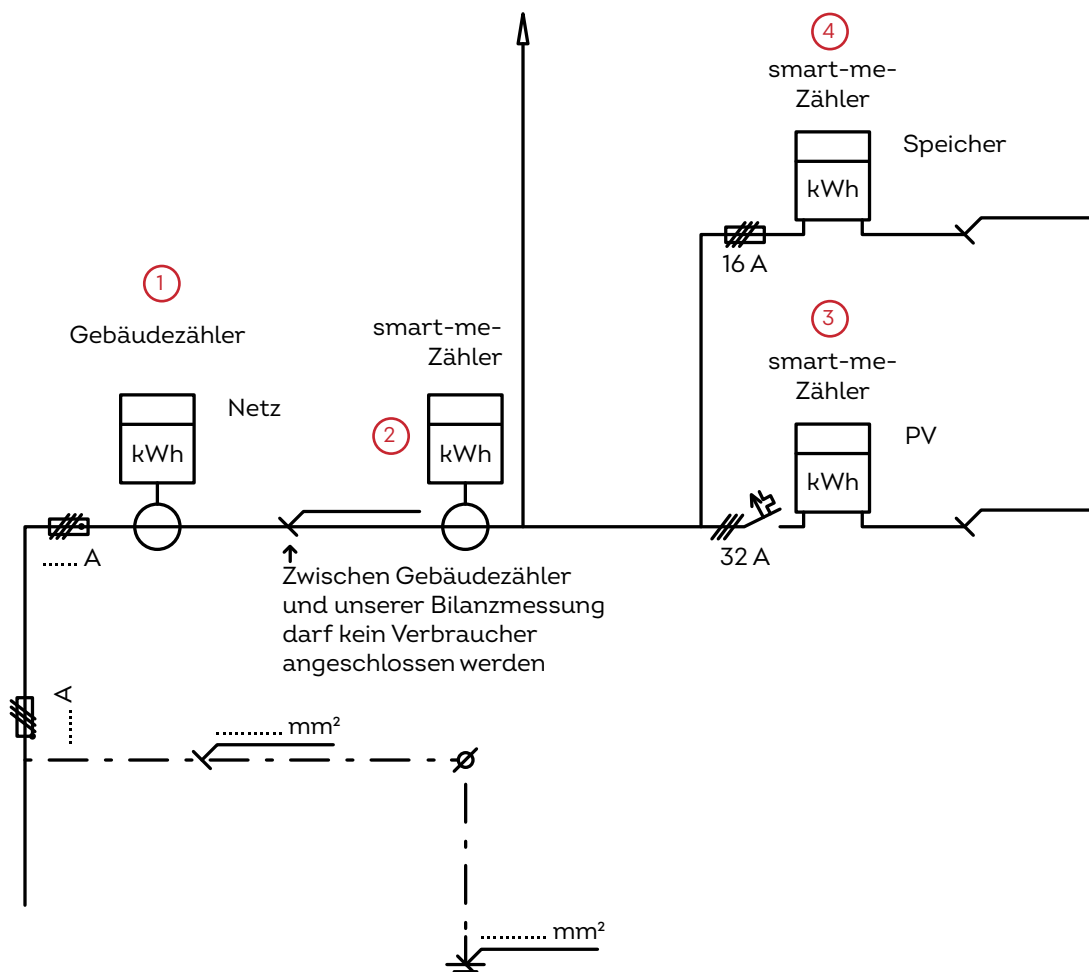 4
smart-me-
Zähler
Speicher
kWh
16 A
1
Gebäudezähler
Netz
kWh
...... A
2
smart-me-
Zähler
kWh
3
smart-me-
Zähler
PV
kWh
32 A
Zwischen Gebäudezähler
und unserer Bilanzmessung
darf kein Verbraucher
angeschlossen werden
...... A
........... mm²
........... mm²